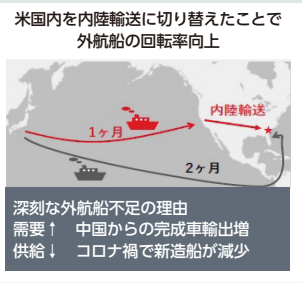 米国内を内陸輸送に切り替えたことで
外航船の回転率向上
内陸輸送
1ヶ月
2ヶ月
深刻な外航船不足の理由
需要↑ 中国からの完成車輸出増
供給↓ コロナ禍で新造船が減少